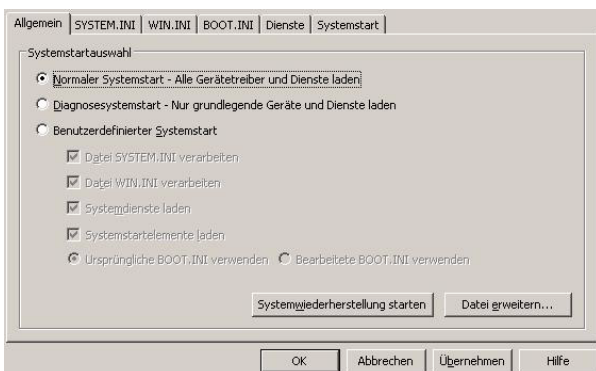 Allgemein SYSTEM.INI WIN.INI BOOT.INI Dienste Systemstart
Systemstartauswahl
Normaler Systemstart - Alle Gerätetreiber und Dienste laden
Diagnosesystemstart - Nur grundlegende Geräte und Dienste laden
Benutzerdefinierter Systemstart
Datei SYSTEM.INI verarbeiten
Datei WIN.INI verarbeiten
Systemdienste laden
Systemstartelemente laden
Ursprüngliche BOOT.INI verwenden Bearbeitete BOOT.INI verwenden
Systemwiederherstellung starten Datei erweitern...
OK Abbrechen Übernehmen Hilfe